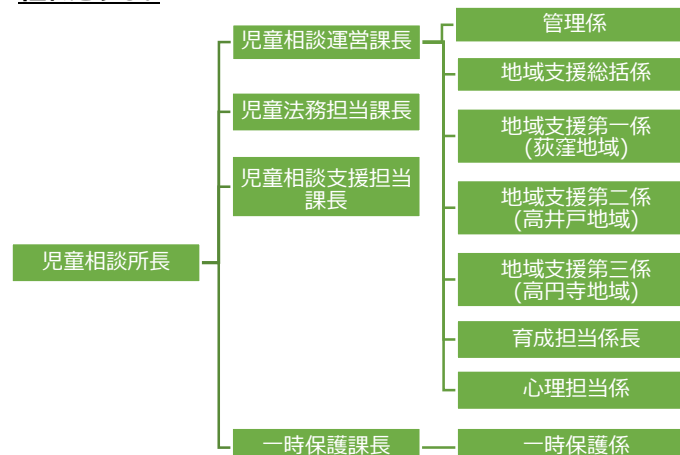 児童相談所長
児童相談運営課長
児童法務担当課長
児童相談支援担当
課長
一時保護課長
管理係
地域支援総括係
地域支援第一係
(荻窪地域)
地域支援第二係
(高井戸地域)
地域支援第三係
(高円寺地域)
育成担当係長
心理担当係
一時保護係